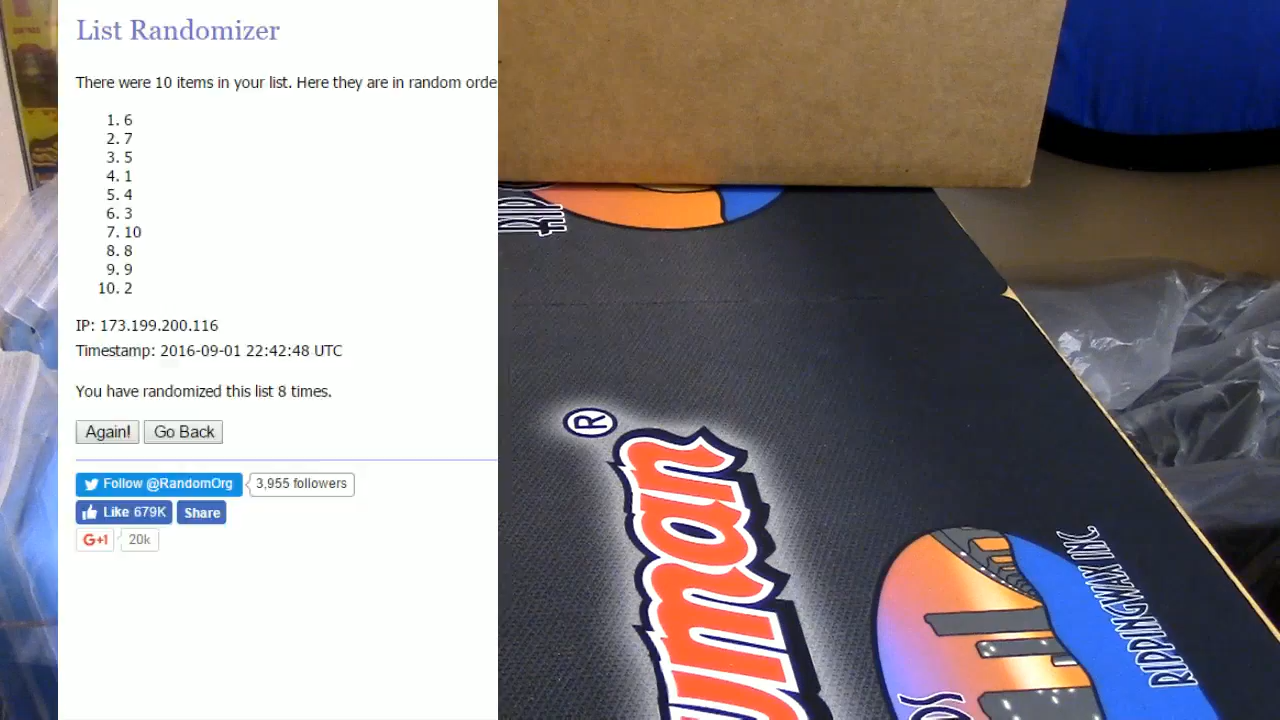 List Randomizer
There were 10 items in your list. Here they are in random orde
1. 6
2. 7
3. 5
4. 1
5. 4
6. 3
7. 10
8. 8
9. 9
10. 2
IP: 173.199.200.116
Timestamp: 2016-09-01 22:42:48 UTC
You have randomized this list 8 times.
Again! Go Back
Follow @RandomOrg 3,955 followers
Like 679K Share
G+1 20k
®
RIPPINGWAX INC.